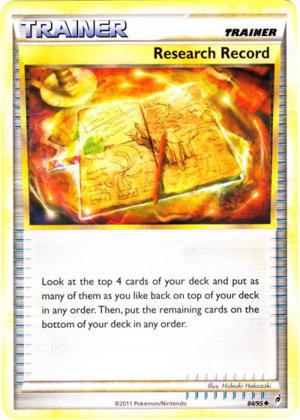 TRAINER
TRAINER
Research Record
Look at the top 4 cards of your deck and put
as many of them as you like back on top of your deck
in any order. Then, put the remaining cards on the
bottom of your deck in any order.
Illus. Hideaki Hakozaki
©2011 Pokémon/Nintendo
84/95